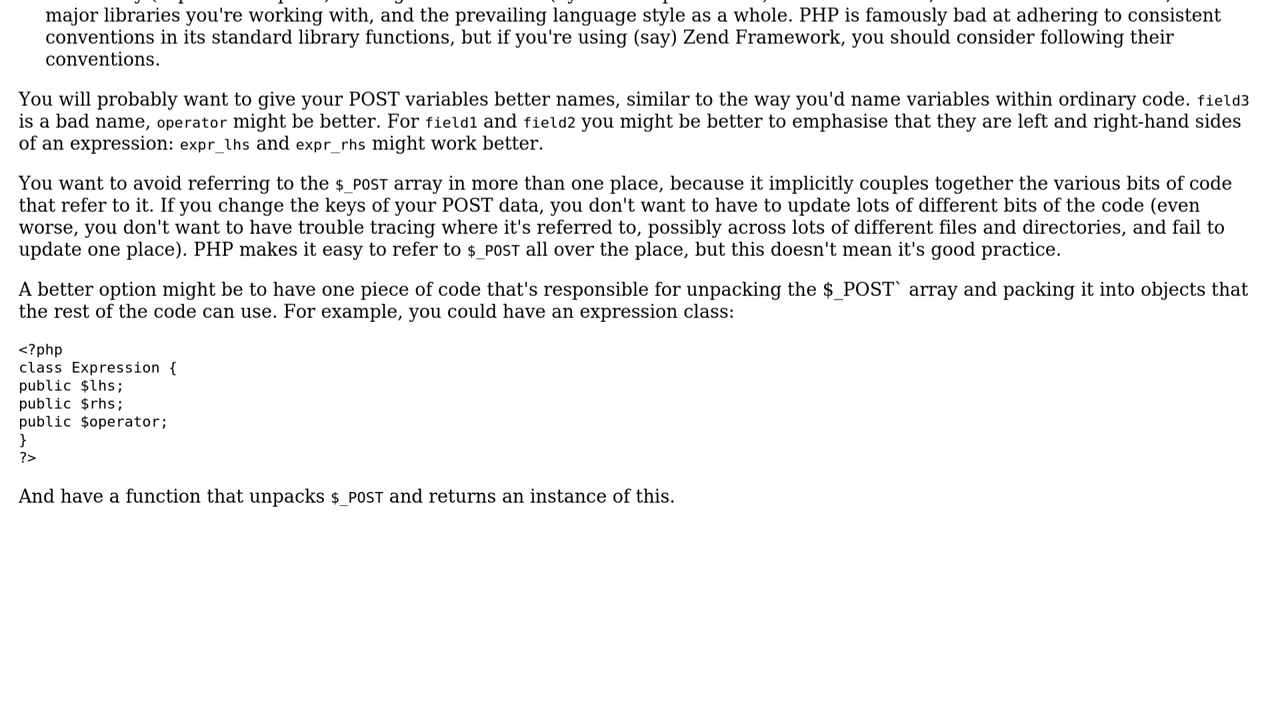 major libraries you're working with, and the prevailing language style as a whole. PHP is famously bad at adhering to consistent
conventions in its standard library functions, but if you're using (say) Zend Framework, you should consider following their
conventions.
You will probably want to give your POST variables better names, similar to the way you'd name variables within ordinary code. field3
is a bad name, operator might be better. For field1 and field2 you might be better to emphasise that they are left and right-hand sides
of an expression: expr_lhs and expr_rhs might work better.
You want to avoid referring to the $_POST array in more than one place, because it implicitly couples together the various bits of code
that refer to it. If you change the keys of your POST data, you don't want to have to update lots of different bits of the code (even
worse, you don't want to have trouble tracing where it's referred to, possibly across lots of different files and directories, and fail to
update one place). PHP makes it easy to refer to $_POST all over the place, but this doesn't mean it's good practice.
A better option might be to have one piece of code that's responsible for unpacking the $_POST` array and packing it into objects that
the rest of the code can use. For example, you could have an expression class:
<?php
class Expression {
public $lhs;
public $rhs;
public $operator;
}
?>
And have a function that unpacks $_POST and returns an instance of this.